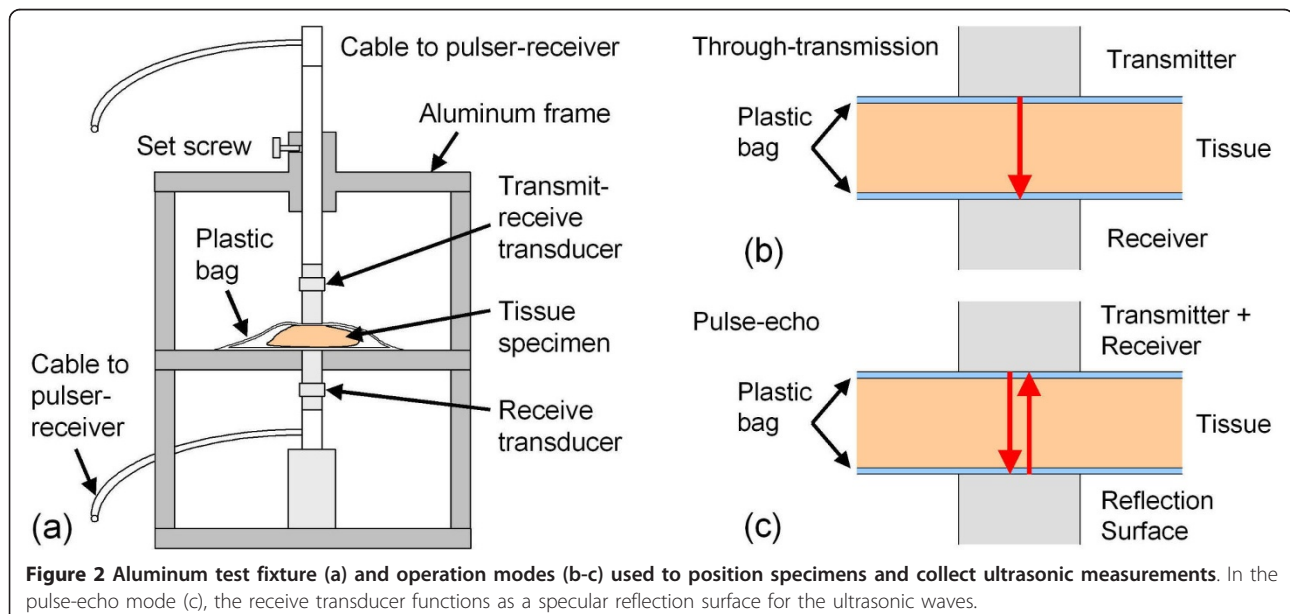 Cable to pulser-receiver
Aluminum frame
Set screw
Transmit-
receive
transducer
Plastic
bag
Tissue
specimen
Cable to
pulser-
receiver
Receive
transducer
(a)
Through-transmission
Transmitter
Plastic
bag
Tissue
(b)
Receiver
Pulse-echo
Transmitter +
Receiver
Plastic
bag
Tissue
(c)
Reflection
Surface
Figure 2 Aluminum test fixture (a) and operation modes (b-c) used to position specimens and collect ultrasonic measurements. In the
pulse-echo mode (c), the receive transducer functions as a specular reflection surface for the ultrasonic waves.